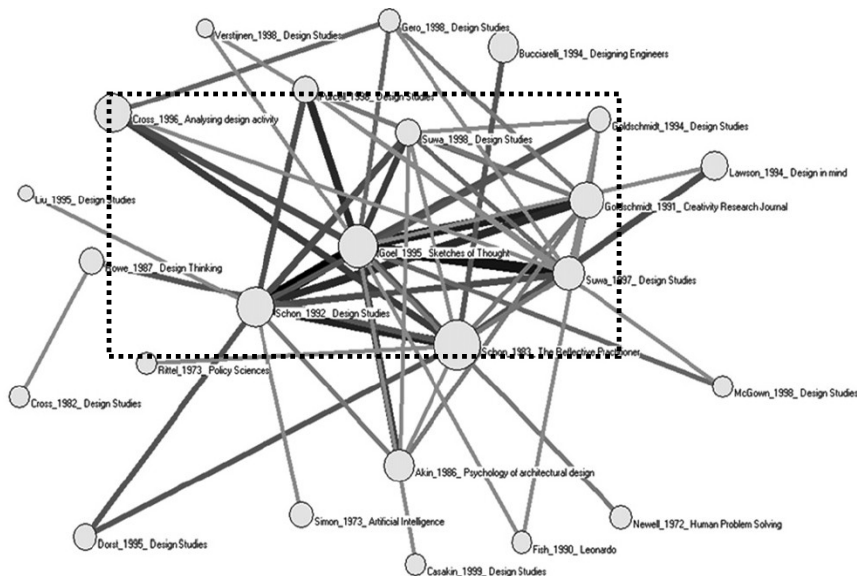 Verstijnen_1998_ Design Studies
Gero_1998_ Design Studies
Bucciarelli_1994_ Designing Engineers
Purcell_1998_ Design Studies
Cross_1996_ Analysing design activity
Goldschmidt_1994_ Design Studies
Suwa_1998_ Design Studies
Lawson_1994_ Design in mind
Liu_1995_ Design Studies
Goldschmidt_1991_ Creativity Research Journal
Goel_1995_ Sketches of Thought
Rowe_1987_ Design Thinking
Suwa_1997_ Design Studies
Schon_1992_ Design Studies
Schon_1983_ The Reflective Practitioner
Rittel_1973_ Policy Sciences
McGown_1998_ Design Studies
Cross_1982_ Design Studies
Akin_1986_ Psychology of architectural design
Simon_1973_ Artificial Intelligence
Newell_1972_ Human Problem Solving
Dorst_1995_ Design Studies
Fish_1990_ Leonardo
Casakin_1999_ Design Studies